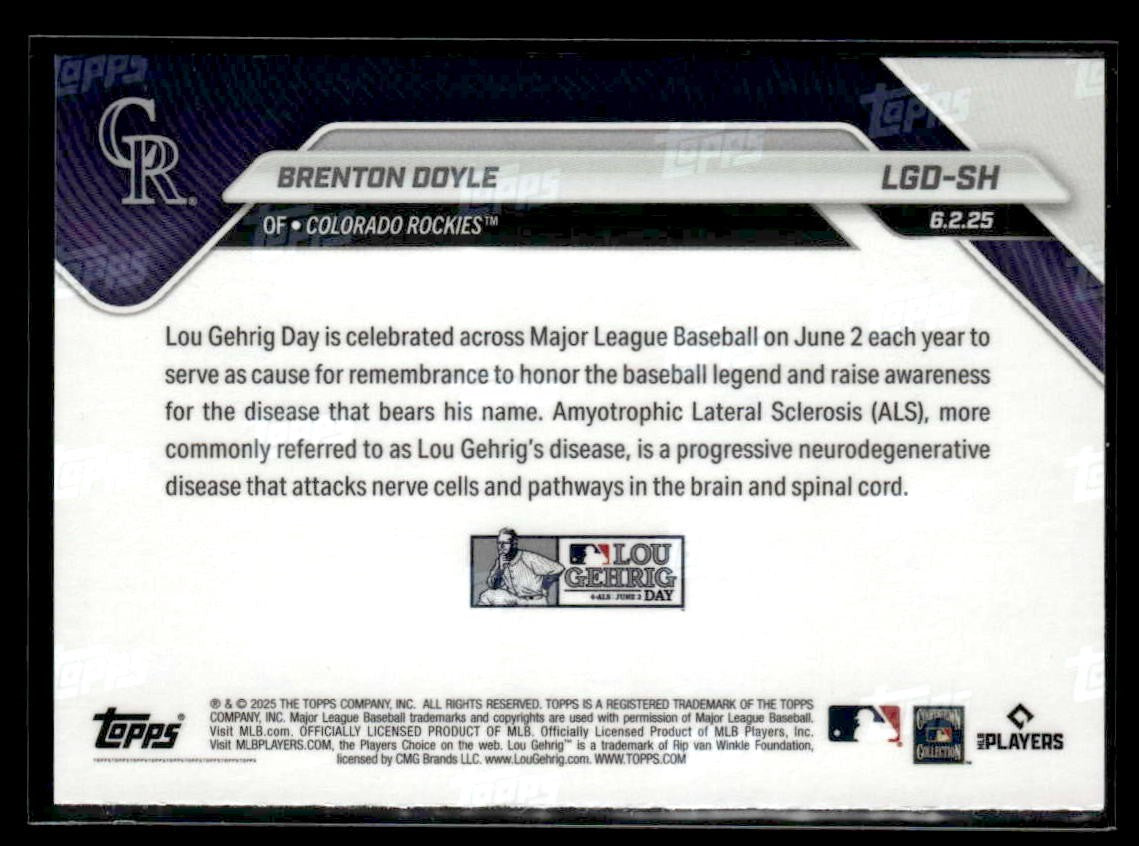 CR
BRENTON DOYLE
LGD-SH
OF • COLORADO ROCKIES™
6.2.25
Lou Gehrig Day is celebrated across Major League Baseball on June 2 each year to
serve as cause for remembrance to honor the baseball legend and raise awareness
for the disease that bears his name. Amyotrophic Lateral Sclerosis (ALS), more
commonly referred to as Lou Gehrig's disease, is a progressive neurodegenerative
disease that attacks nerve cells and pathways in the brain and spinal cord.
LOU
GEHRIG
4-ALS JUNE 2 DAY
® & © 2025 THE TOPPS COMPANY, INC. ALL RIGHTS RESERVED. TOPPS IS A REGISTERED TRADEMARK OF THE TOPPS
COMPANY, INC. Major League Baseball trademarks and copyrights are used with permission of Major League Baseball.
Visit MLB.com. OFFICIALLY LICENSED PRODUCT OF MLB. Officially Licensed Product of MLB Players, Inc.
Visit MLBPLAYERS.COM, the Players Choice on the web. Lou Gehrig™ is a trademark of Rip van Winkle Foundation,
licensed by CMG Brands LLC. www.LouGehrig.com. WWW.TOPPS.COM
Topps®
COOPERSTOWN
COLLECTION
MLB PLAYERS